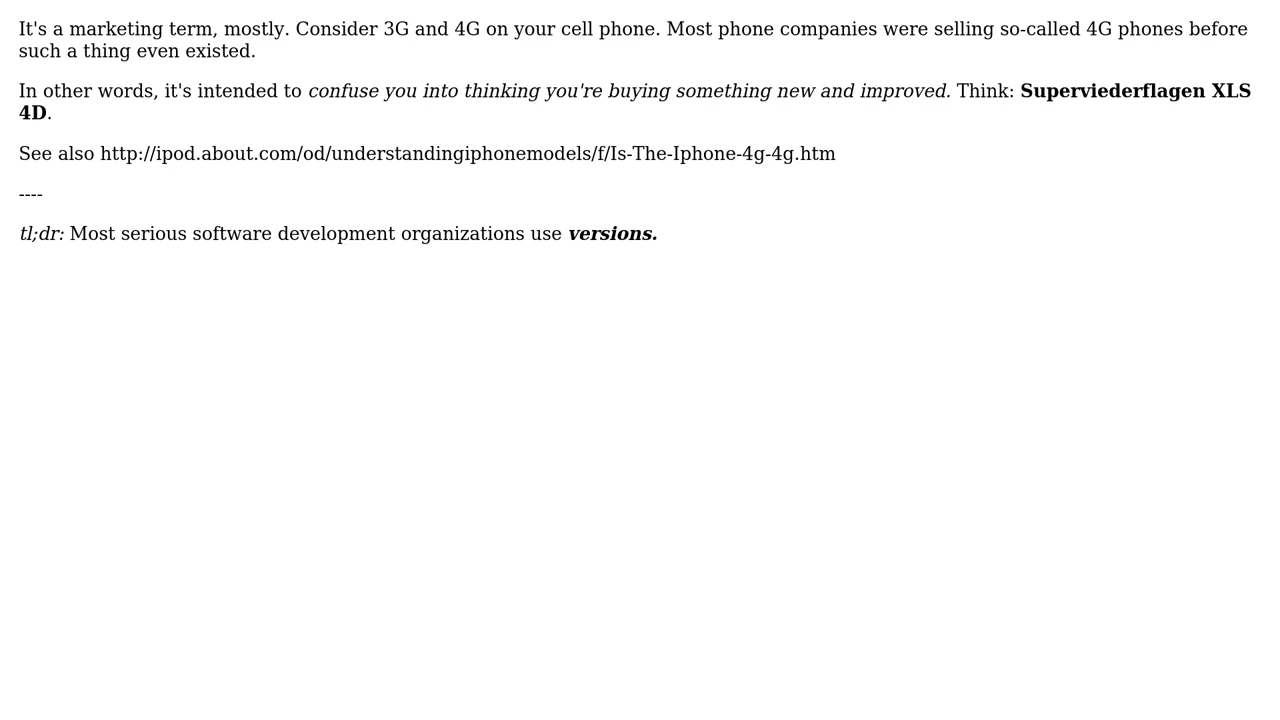 It's a marketing term, mostly. Consider 3G and 4G on your cell phone. Most phone companies were selling so-called 4G phones before
such a thing even existed.
In other words, it's intended to confuse you into thinking you're buying something new and improved. Think: Superviederflagen XLS
4D.
See also http://ipod.about.com/od/understandingiphonemodels/f/Is-The-Iphone-4g-4g.htm
----
tl;dr: Most serious software development organizations use versions.